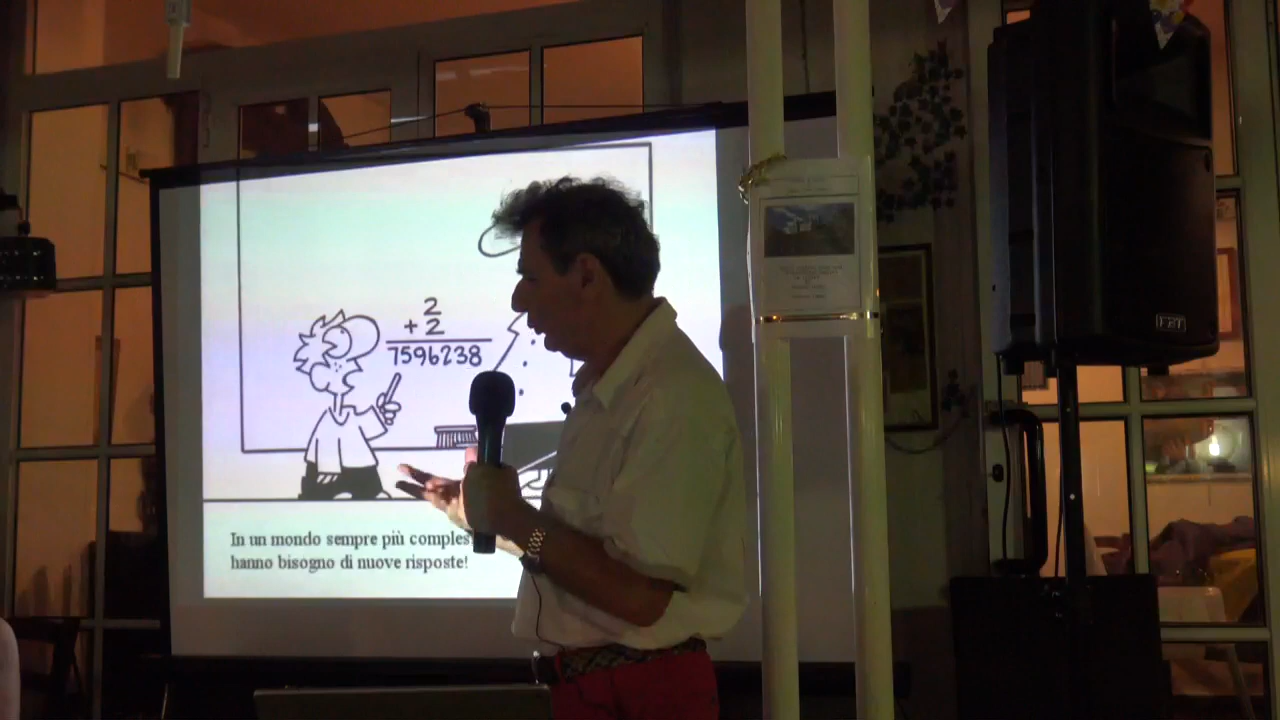 2
+ 2
7596238
In un mondo sempre più comples
hanno bisogno di nuove risposte!
FBT